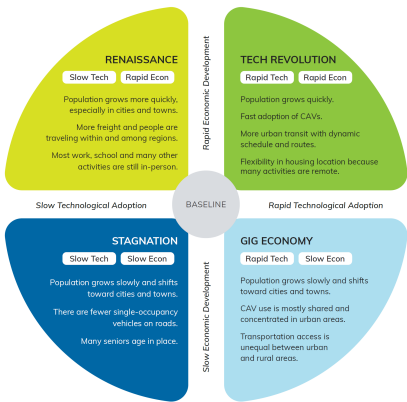 RENAISSANCE
Slow Tech
Rapid Econ
Population grows more quickly,
especially in cities and towns.
More freight and people are
traveling within and among regions.
Most work, school and many other
activities are still in-person.
Rapid Economic Development
TECH REVOLUTION
Rapid Tech
Rapid Econ
Population grows quickly.
Fast adoption of CAVs.
More urban transit with dynamic
schedule and routes.
Flexibility in housing location because
many activities are remote.
Slow Technological Adoption
BASELINE
Rapid Technological Adoption
STAGNATION
Slow Tech
Slow Econ
Population grows slowly and shifts
toward cities and towns.
There are fewer single-occupancy
vehicles on roads.
Many seniors age in place.
Slow Economic Development
GIG ECONOMY
Rapid Tech
Slow Econ
Population grows slowly and shifts
toward cities and towns.
CAV use is mostly shared and
concentrated in urban areas.
Transportation access is
unequal between urban
and rural areas.